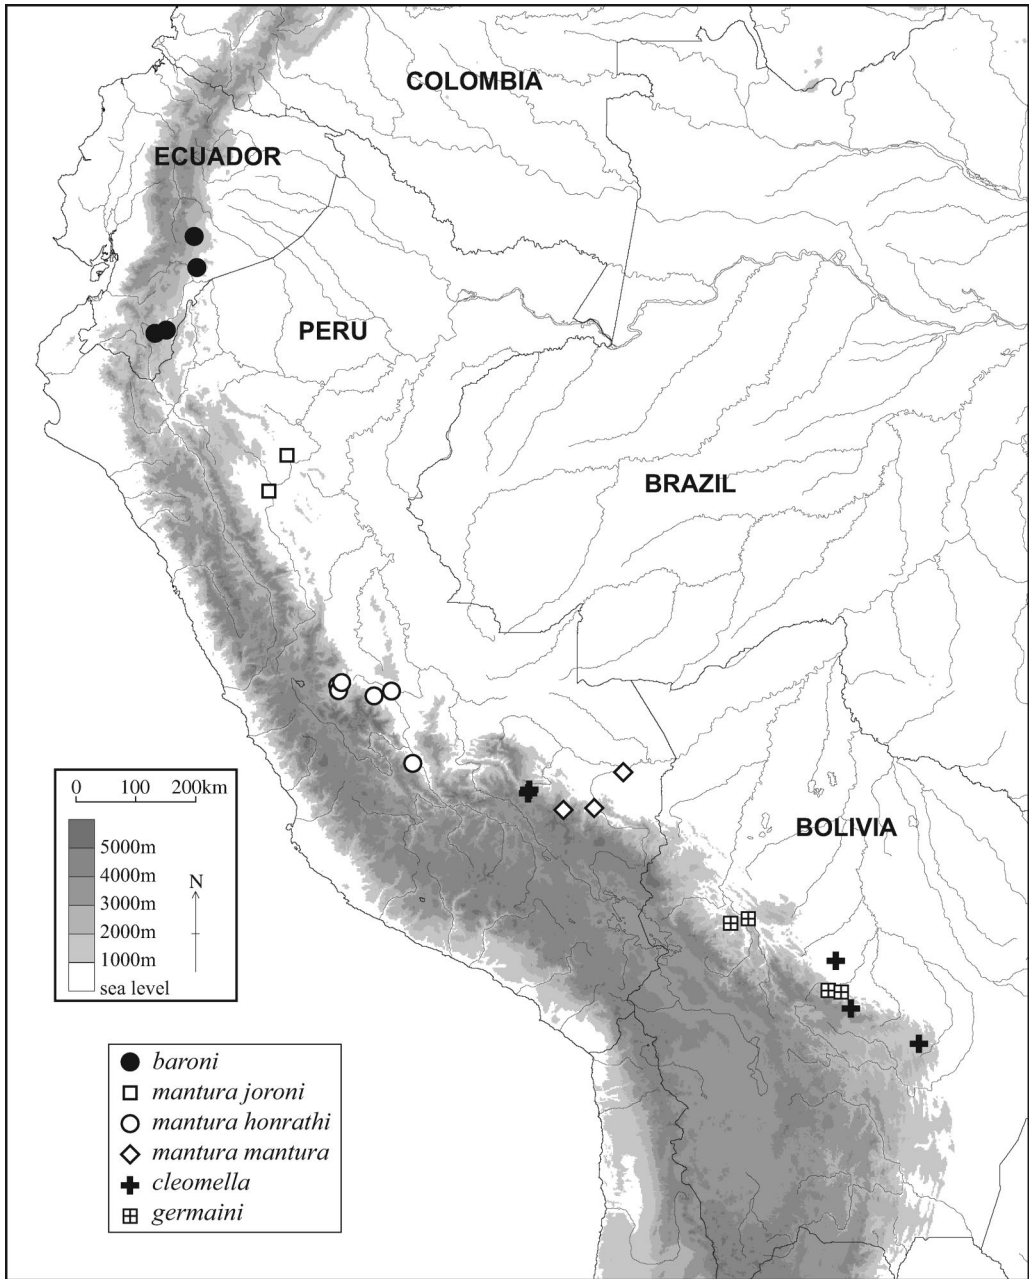 COLOMBIA
ECUADOR
PERU
BRAZIL
BOLIVIA
0 100 200km
5000m
4000m
3000m
2000m
1000m
sea level
N
baroni
mantura joroni
mantura honrathi
mantura mantura
cleomella
germaini